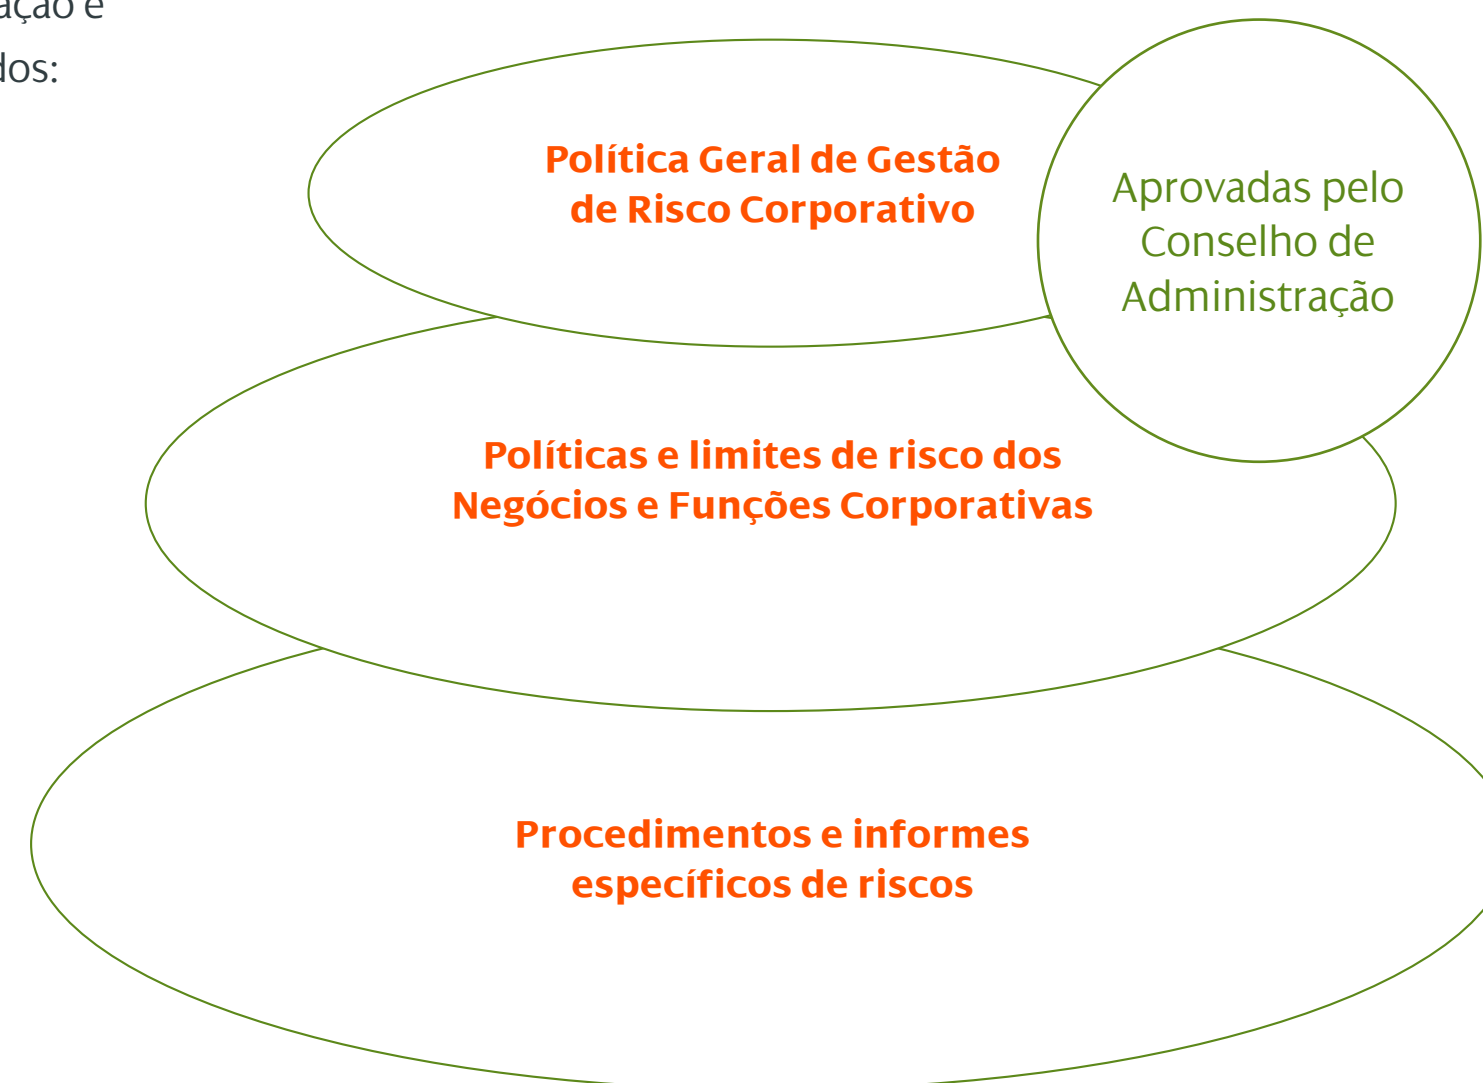 e
dos:
Política Geral de Gestão
de Risco Corporativo
Aprovadas pelo
Conselho de
Administração
Políticas e limites de risco dos
Negócios e Funções Corporativas
Procedimentos e informes
específicos de riscos